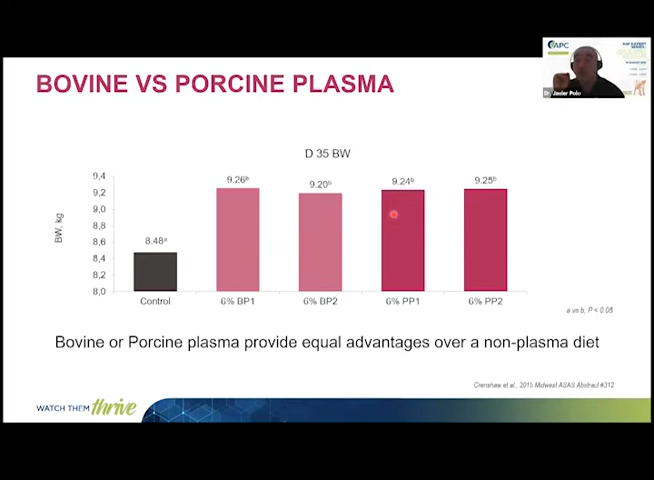 BOVINE VS PORCINE PLASMA
APC
Dr. Javier Polo
D 35 BW
BW, kg
9,4
9,2
9,0
8,8
8,6
8,4
8,2
8,0
8.48ᵃ
9.26ᵇ
9.20ᵇ
9.24ᵇ
9.25ᵇ
Control
6% BP1
6% BP2
6% PP1
6% PP2
a vs b, P < 0.05
Bovine or Porcine plasma provide equal advantages over a non-plasma diet
Crenshaw et al., 2015 Midwest ASAS Abstract #312
WATCH THEM thrive